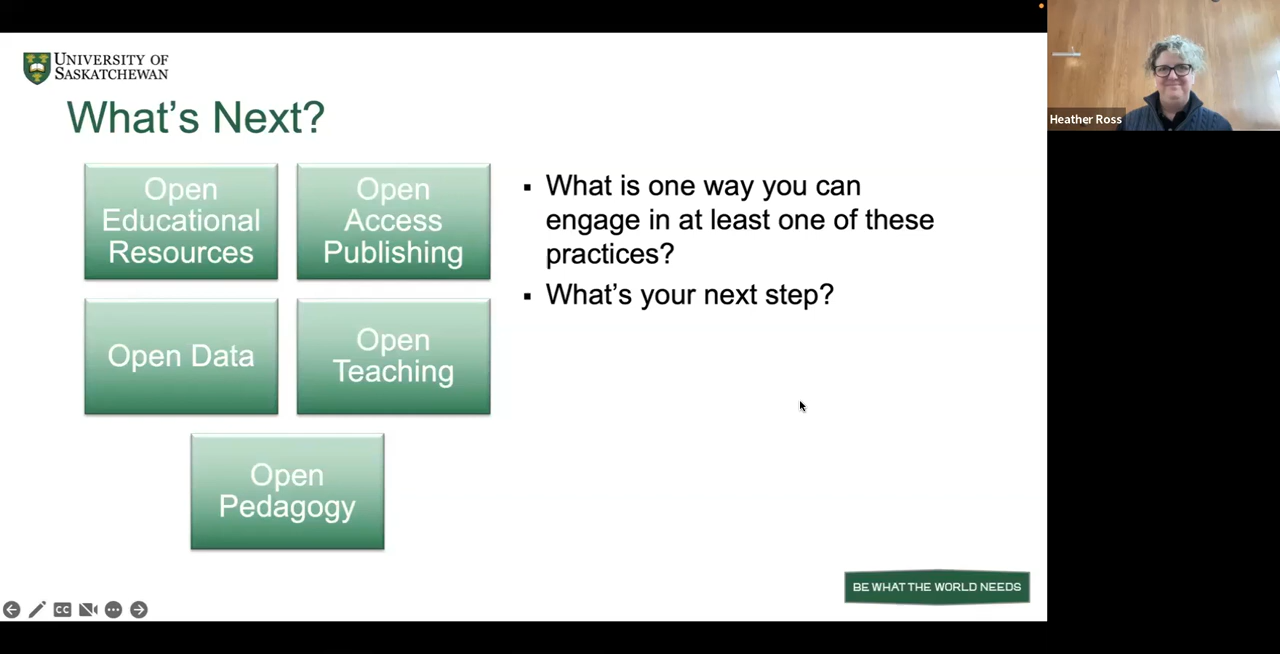 UNIVERSITY OF
SASKATCHEWAN
What's Next?
Open
Educational
Resources
Open
Access
Publishing
Open Data
Open
Teaching
Open
Pedagogy
▪ What is one way you can
engage in at least one of these
practices?
▪ What's your next step?
BE WHAT THE WORLD NEEDS
CC
Heather Ross